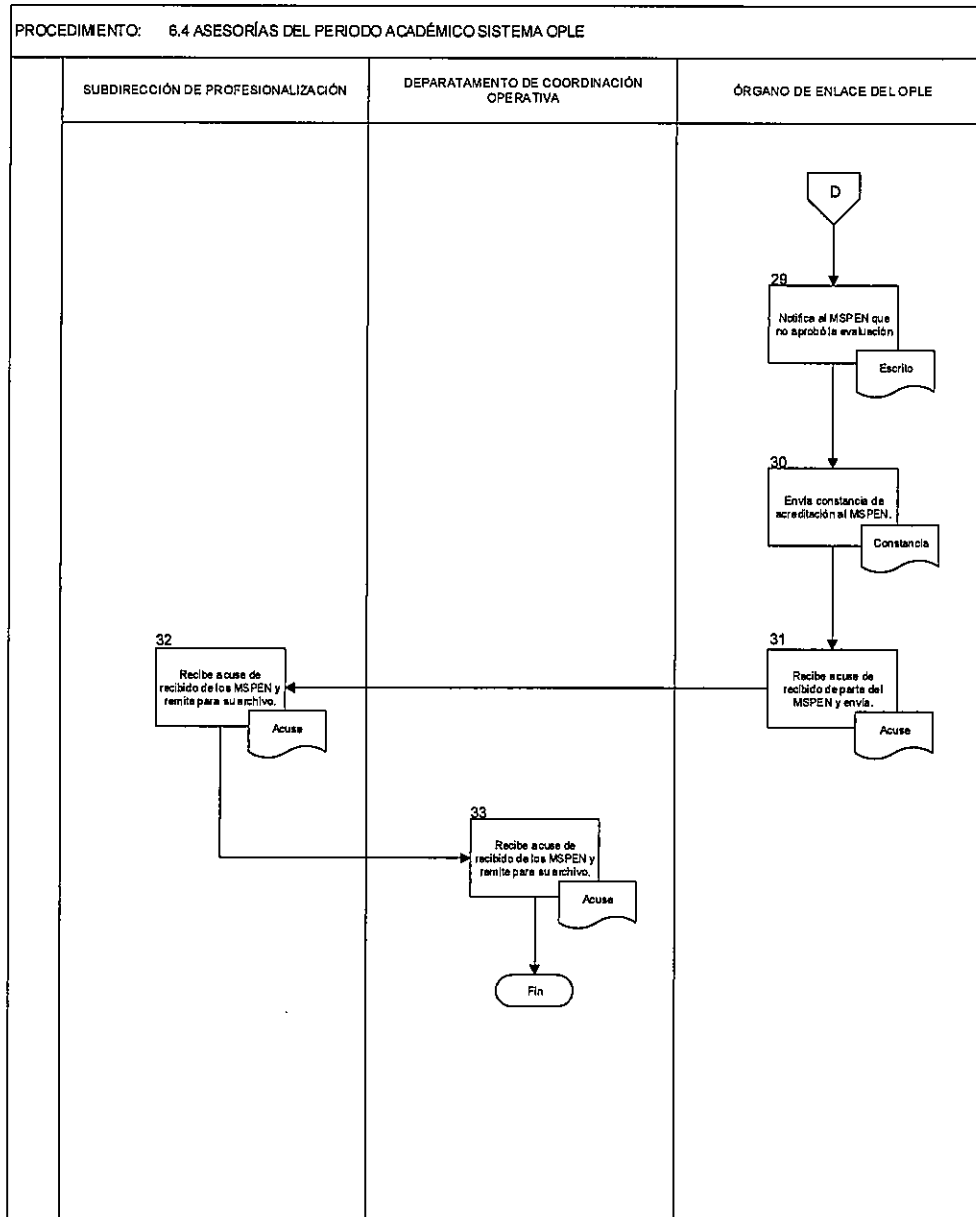 PROCEDIMIENTO: 6.4 ASESORÍAS DEL PERIODO ACADÉMICO SISTEMA OPLE
SUBDIRECCIÓN DE PROFESIONALIZACIÓN
DEPARATAMENTO DE COORDINACIÓN
OPERATIVA
ÓRGANO DE ENLACE DEL OPLE
D
29
Notifica al MSPEN que
no aprobó la evaluación
Escrito
30
Envía constancia de
acreditación al MSPEN.
Constancia
31
Recibe acuse de
recibido de parte del
MSPEN y envía.
Acuse
32
Recibe acuse de
recibido de los MSPEN y
remite para su archivo.
Acuse
33
Recibe acuse de
recibido de los MSPEN y
remite para su archivo.
Acuse
Fin